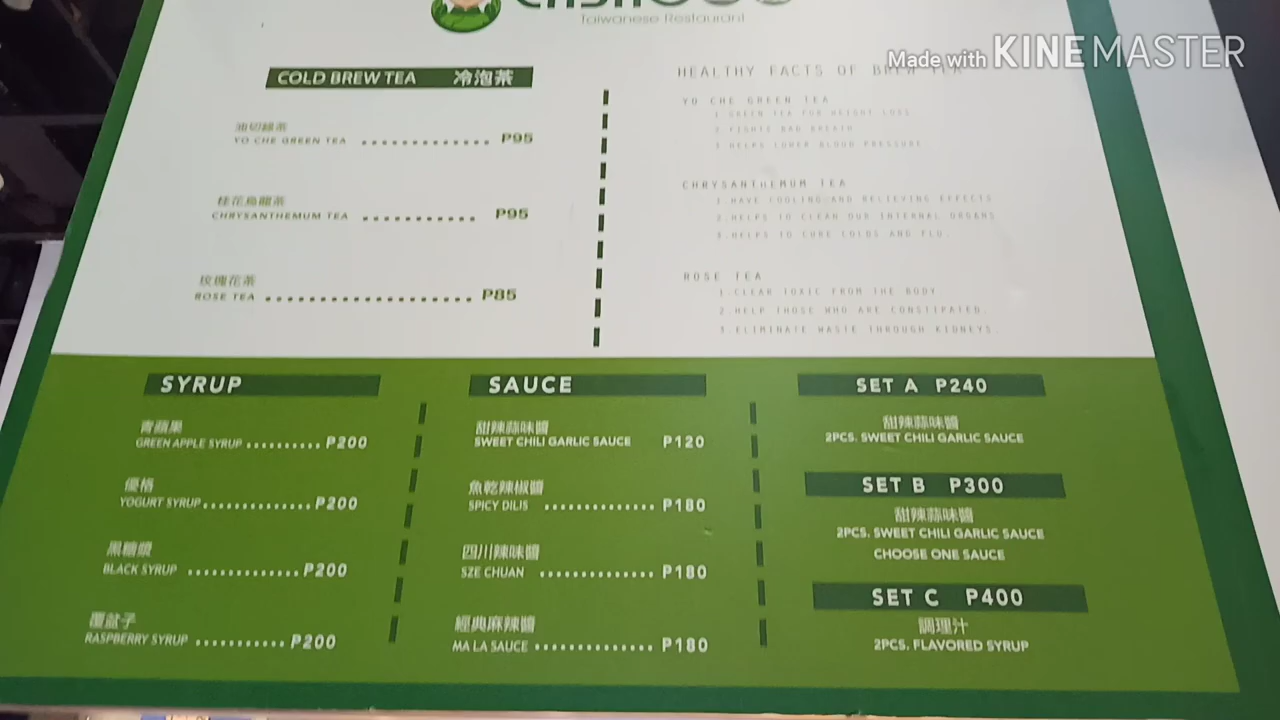 Taiwanese Restaurant
Made with KINEMASTER
COLD BREW TEA 冷泡茶
油切綠茶
YO CHE GREEN TEA P95
桂花烏龍茶
CHRYSANTHEMUM TEA P95
玫瑰花茶
ROSE TEA P85
HEALTHY FACTS OF BREW TEA
YO CHE GREEN TEA
1.GREEN TEA FOR WEIGHT LOSS
2.FIGHTS BAD BREATH
3.HELPS LOWER BLOOD PRESSURE
CHRYSANTHEMUM TEA
1.HAVE COOLING AND RELIEVING EFFECTS
2.HELPS TO CLEAN OUR INTERNAL ORGANS
3.HELPS TO CURE COLDS AND FLU.
ROSE TEA
1.CLEAR TOXIC FROM THE BODY
2.HELP THOSE WHO ARE CONSTIPATED.
3.ELIMINATE WASTE THROUGH KIDNEYS.
SYRUP
青蘋果
GREEN APPLE SYRUP..........P200
優格
YOGURT SYRUP..............P200
黑糖漿
BLACK SYRUP ..............P200
覆盆子
RASPBERRY SYRUP ...........P200
SAUCE
甜辣蒜味醬
SWEET CHILI GARLIC SAUCE P120
魚乾辣椒醬
SPICY DILIS ..............P180
四川辣味醬
SZE CHUAN ..............P180
經典麻辣醬
MA LA SAUCE ..............P180
SET A P240
甜辣蒜味醬
2PCS. SWEET CHILI GARLIC SAUCE
SET B P300
甜辣蒜味醬
2PCS. SWEET CHILI GARLIC SAUCE
CHOOSE ONE SAUCE
SET C P400
調理汁
2PCS. FLAVORED SYRUP